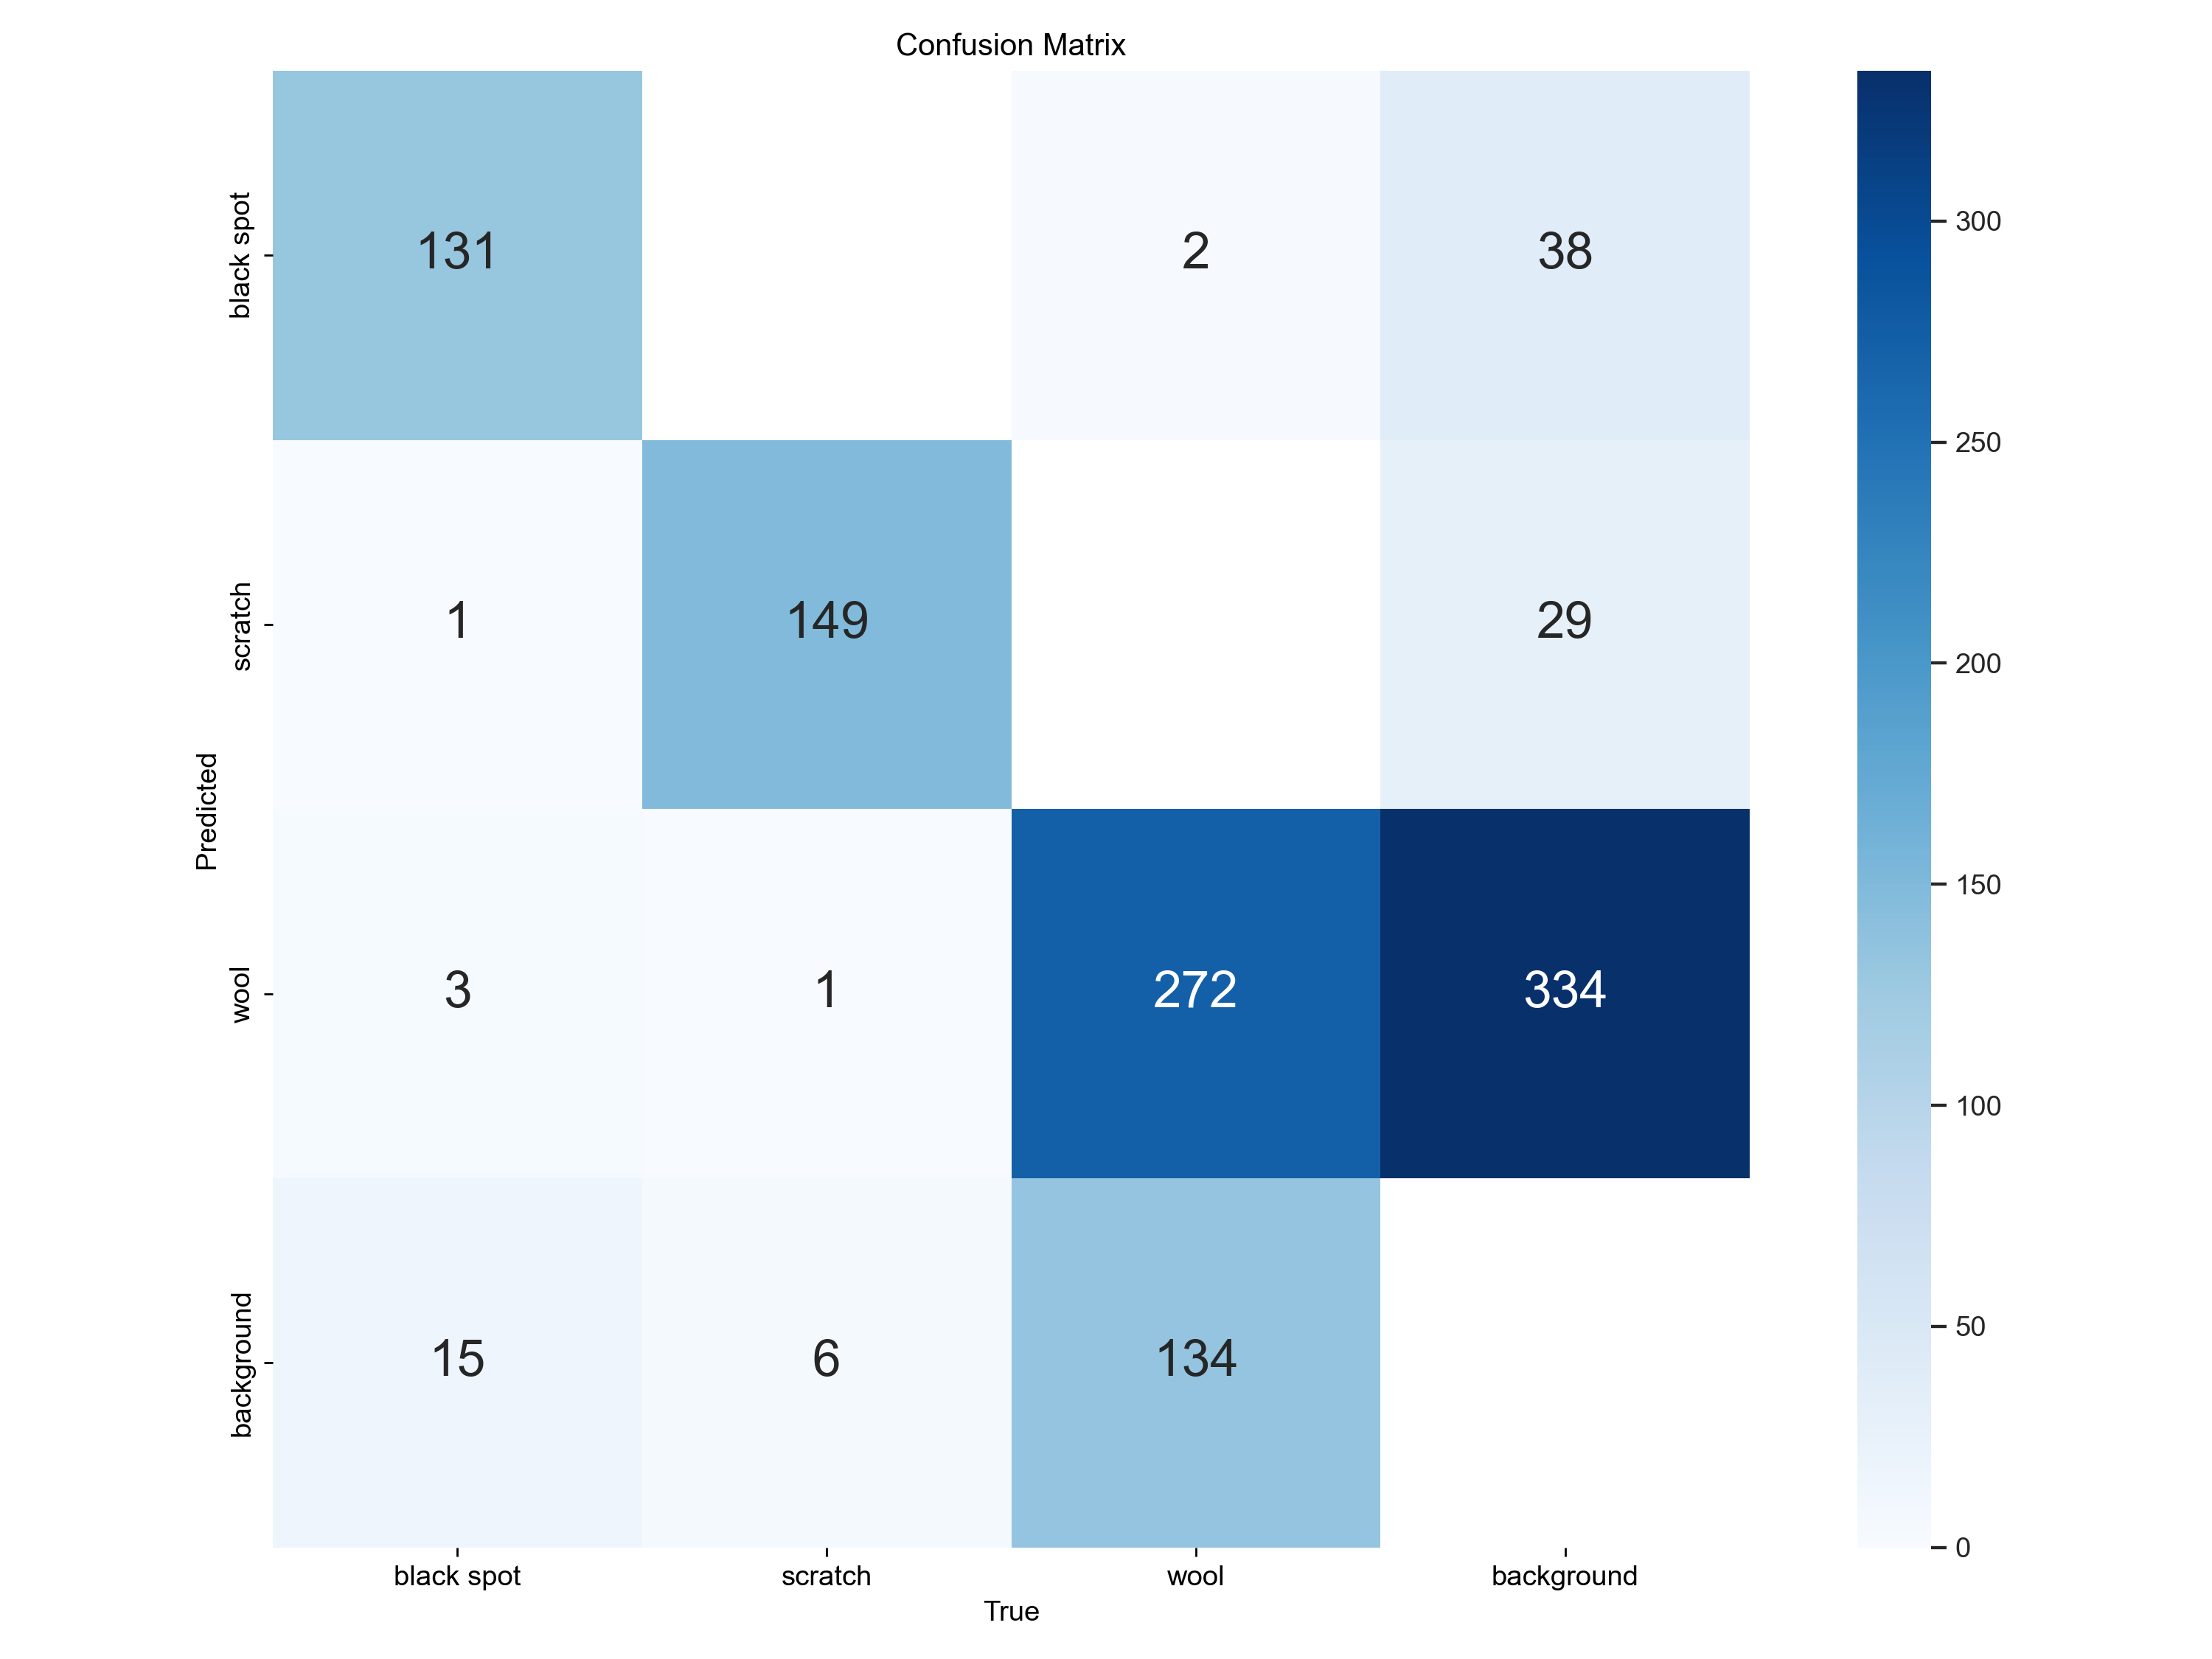 Confusion Matrix
black spot
131
2
38
scratch
1
149
29
wool
3
1
272
334
background
15
6
134
Predicted
black spot
scratch
wool
background
True
300
250
200
150
100
50
0